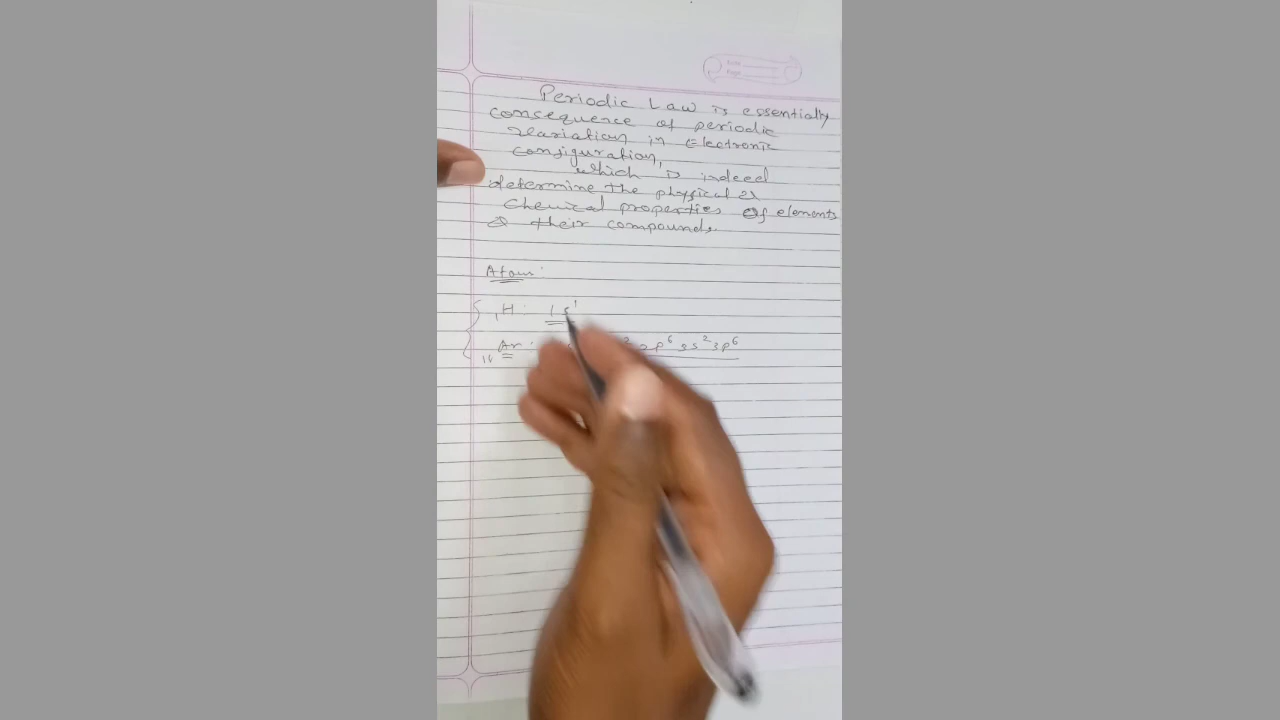 Periodic Law is essentially
consequence of periodic
variation in Electronic
configuration,
which is indeed
determine the physical &
chemical properties of elements
& their compounds.
Atom:
1H: 1s¹
Ar: 2p⁶ 3s² 3p⁶